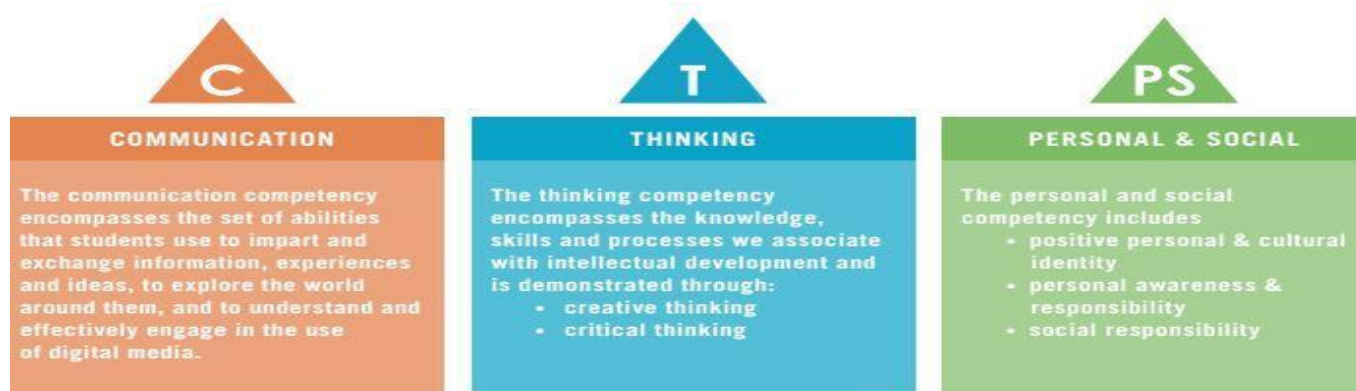 C
COMMUNICATION
The communication competency
encompasses the set of abilities
that students use to impart and
exchange information, experiences
and ideas, to explore the world
around them, and to understand and
effectively engage in the use
of digital media.
T
THINKING
The thinking competency
encompasses the knowledge,
skills and processes we associate
with intellectual development and
is demonstrated through:
• creative thinking
• critical thinking
PS
PERSONAL & SOCIAL
The personal and social
competency includes
• positive personal & cultural
identity
• personal awareness &
responsibility
• social responsibility